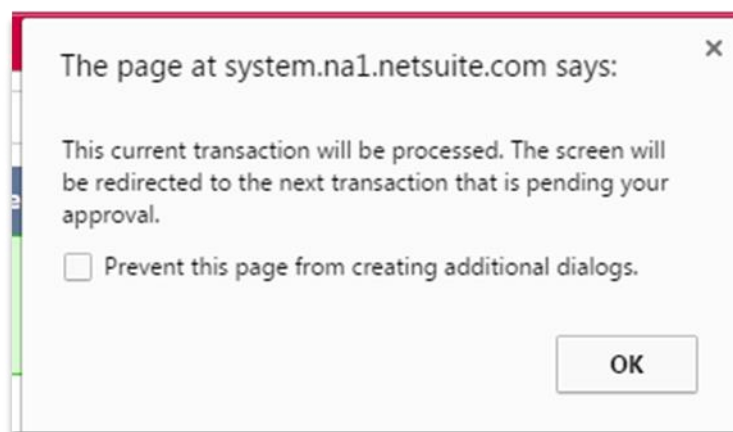 The page at system.na1.netsuite.com says:
This current transaction will be processed. The screen will
be redirected to the next transaction that is pending your
approval.
Prevent this page from creating additional dialogs.
OK